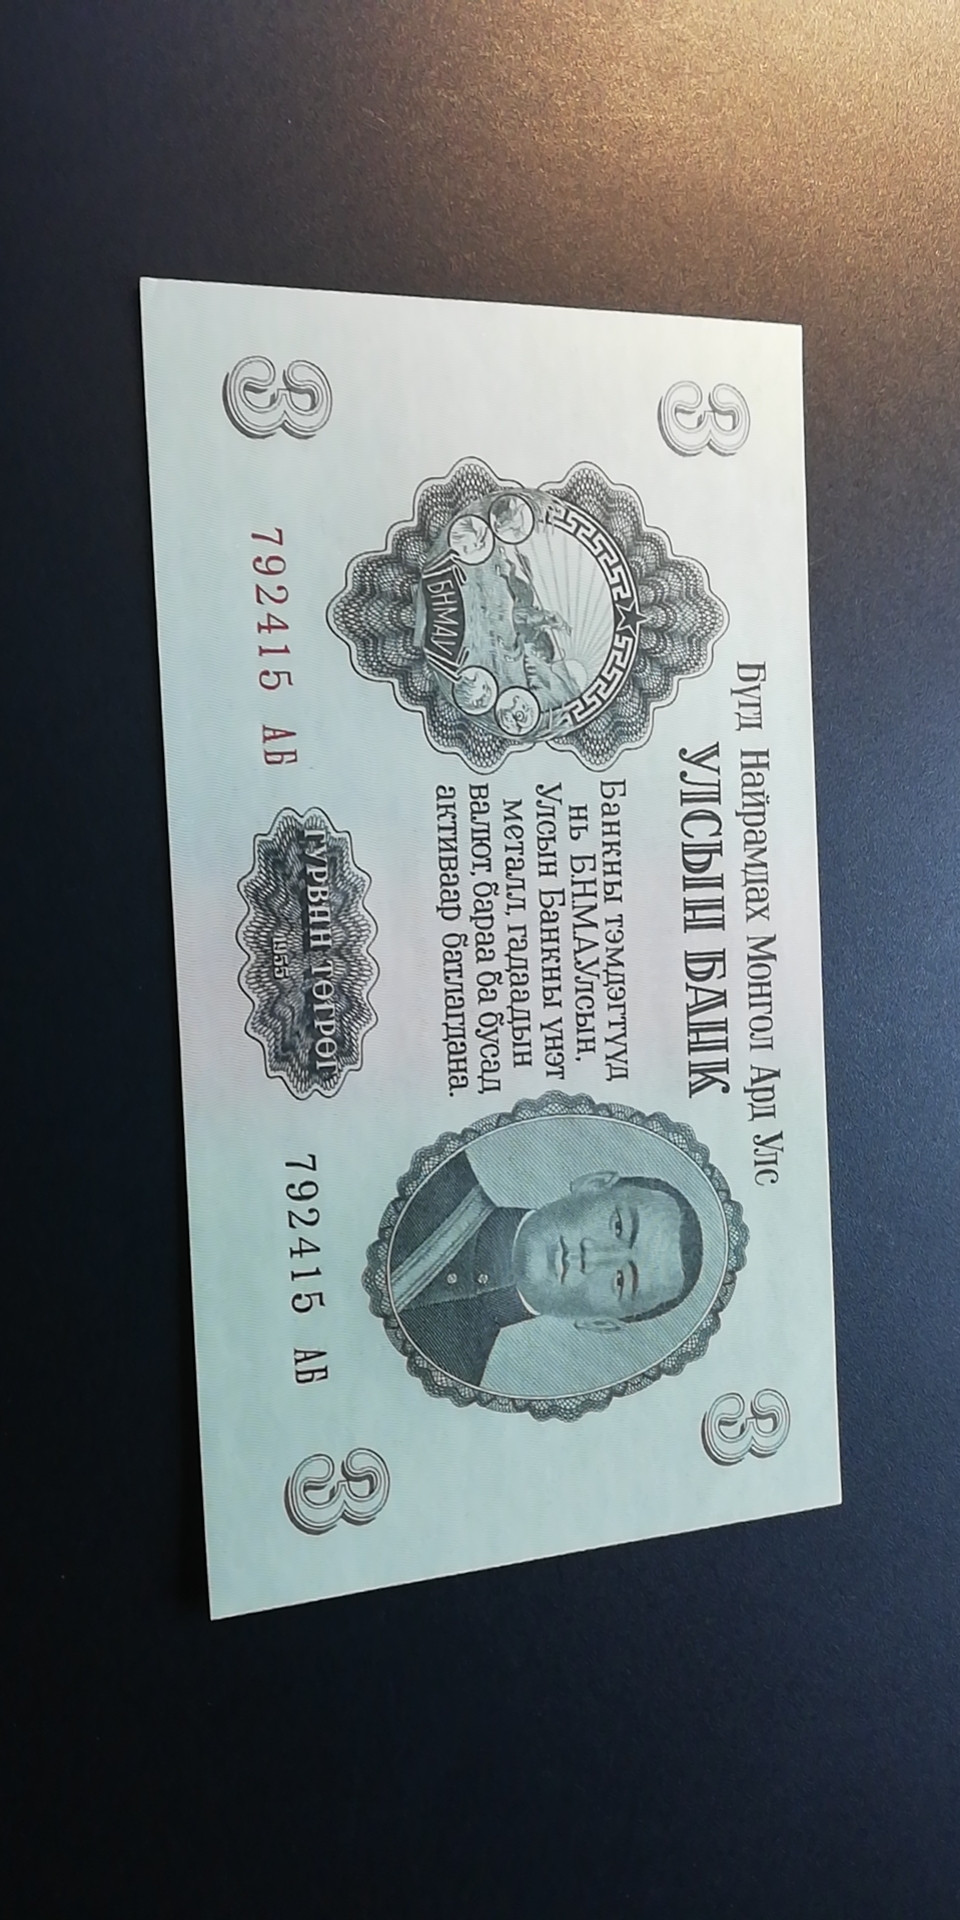 3
3
Бүгд Найрамдах Монгол Ард Улс
УЛСЫН БАНК
БНМАУ
Банкны тэмдэгтүүд
нь БНМАУлсын,
Улсын Банкны үнэт
металл, гадаадын
валют, бараа ба бусад
активаар батлагдана.
792415 АБ
792415 АБ
ГУРВАН ТӨГРӨГ
1955
3
3